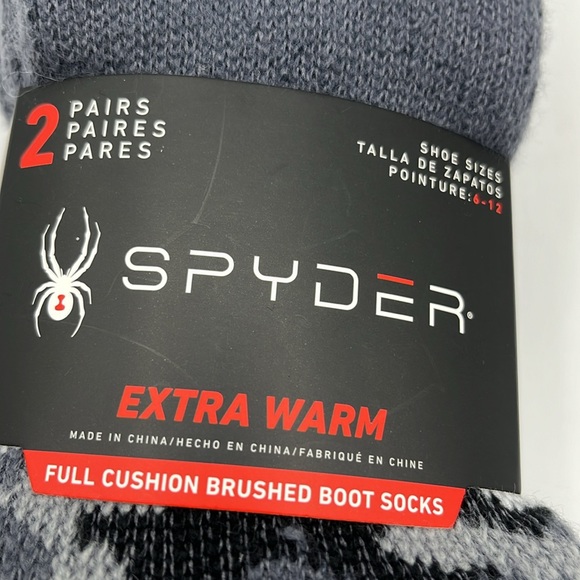 2 PAIRS
PAIRES
PARES
SHOE SIZES
TALLA DE ZAPATOS
POINTURE: 6-12
SPYDER®
EXTRA WARM
MADE IN CHINA/HECHO EN CHINA/FABRIQUÉ EN CHINE
FULL CUSHION BRUSHED BOOT SOCKS